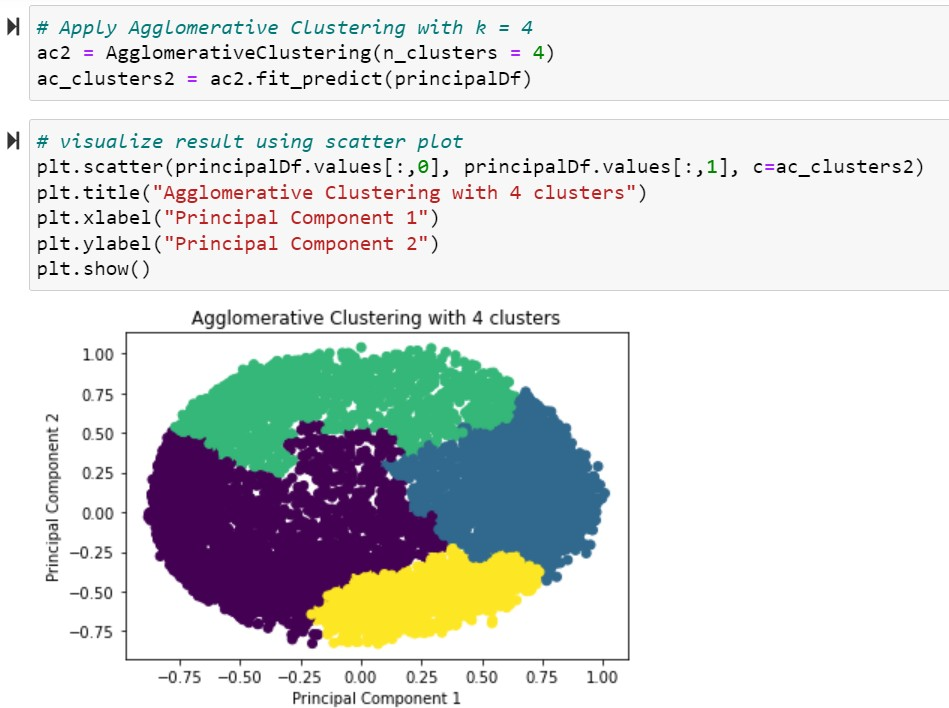 # Apply Agglomerative Clustering with k = 4
ac2 = AgglomerativeClustering(n_clusters = 4)
ac_clusters2 = ac2.fit_predict(principalDf)
# visualize result using scatter plot
plt.scatter(principalDf.values[:,0], principalDf.values[:,1], c=ac_clusters2)
plt.title("Agglomerative Clustering with 4 clusters")
plt.xlabel("Principal Component 1")
plt.ylabel("Principal Component 2")
plt.show()
Agglomerative Clustering with 4 clusters
Principal Component 2
1.00
0.75
0.50
0.25
0.00
−0.25
−0.50
−0.75
−0.75 −0.50 −0.25 0.00 0.25 0.50 0.75 1.00
Principal Component 1